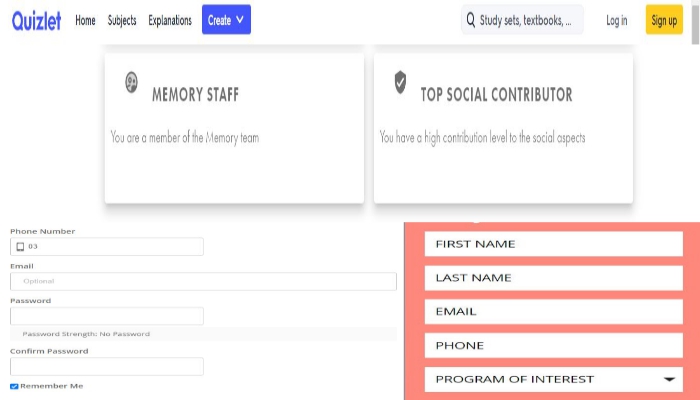 Quizlet Home Subjects Explanations Create Study sets, textbooks, ... Log in Sign up
MEMORY STAFF
You are a member of the Memory team
TOP SOCIAL CONTRIBUTOR
You have a high contribution level to the social aspects
Phone Number
03
Email
Optional
Password
Password Strength: No Password
Confirm Password
Remember Me
FIRST NAME
LAST NAME
EMAIL
PHONE
PROGRAM OF INTEREST